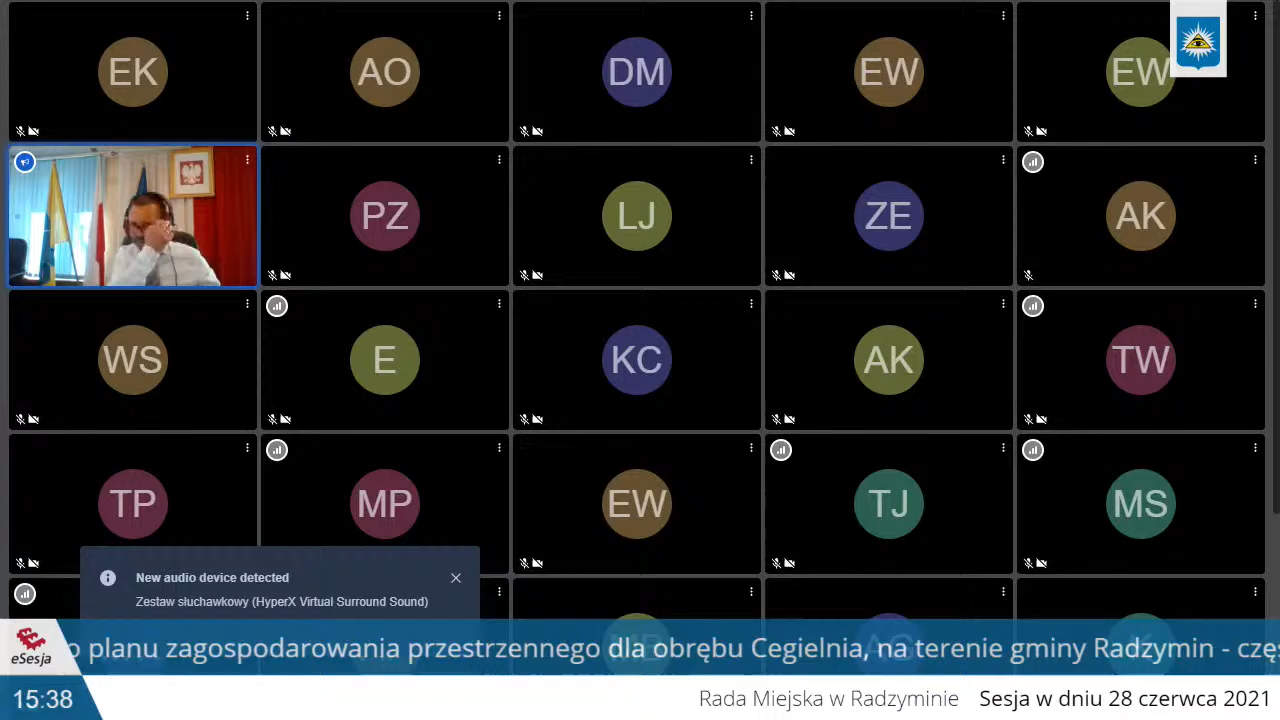 EK
AO
DM
EW
EW
PZ
LJ
ZE
AK
WS
E
KC
AK
TW
TP
MP
EW
TJ
MS
New audio device detected
Zestaw słuchawkowy (HyperX Virtual Surround Sound)
eSesja
o planu zagospodarowania przestrzennego dla obrębu Cegielnia, na terenie gminy Radzymin - częś
15:38
Rada Miejska w Radzyminie Sesja w dniu 28 czerwca 2021